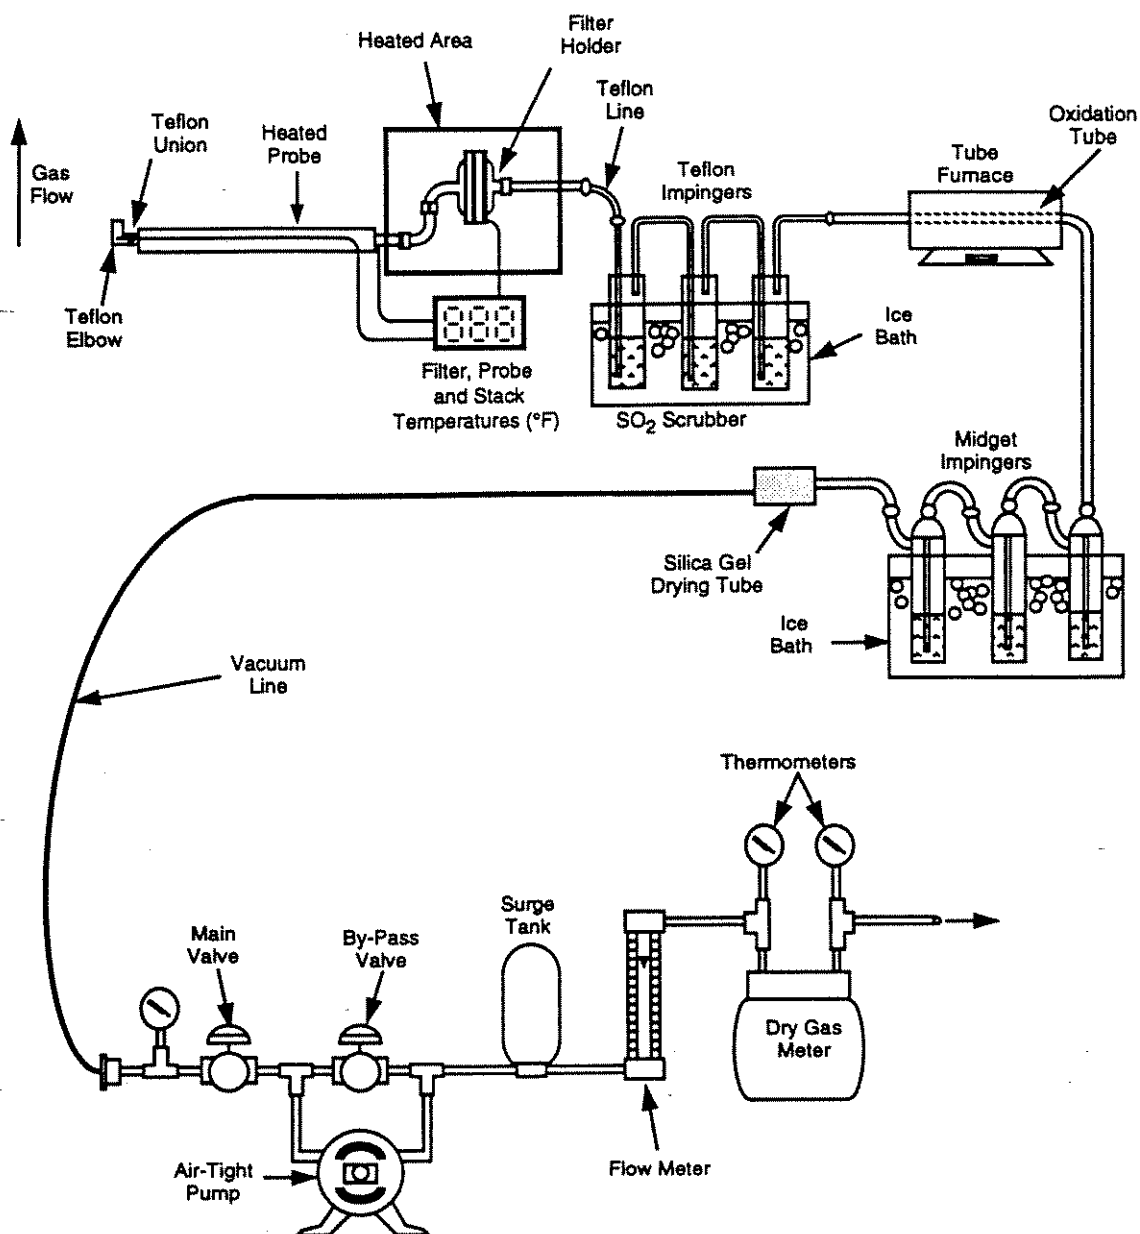 Heated Area
Filter
Holder
Teflon
Line
Oxidation
Tube
Teflon
Union
Heated
Probe
Gas
Flow
Teflon
Impingers
Tube
Furnace
Teflon
Elbow
888
Filter, Probe
and Stack
Temperatures (°F)
Ice
Bath
SO2 Scrubber
Midget
Impingers
Silica Gel
Drying Tube
Ice
Bath
Vacuum
Line
Thermometers
Surge
Tank
Main
Valve
By-Pass
Valve
Dry Gas
Meter
Air-Tight
Pump
Flow Meter